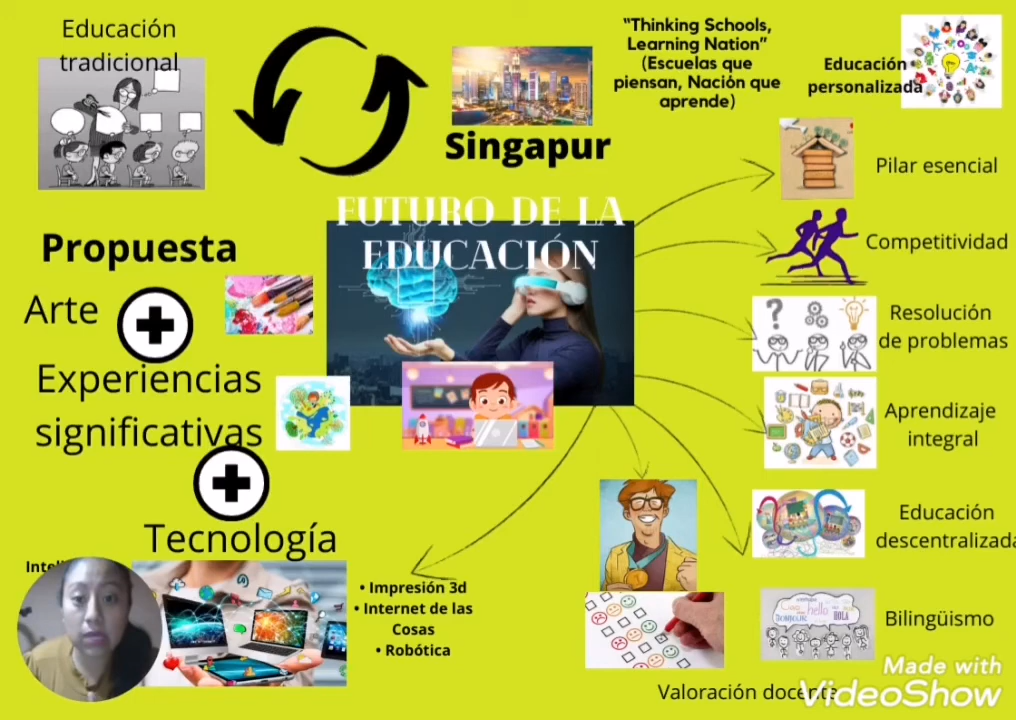 Educación
tradicional
Singapur
“Thinking Schools,
Learning Nation”
(Escuelas que
piensan, Nación que
aprende)
Educación
personalizada
FUTURO DE LA
EDUCACIÓN
Pilar esencial
Competitividad
Resolución
de problemas
Aprendizaje
integral
Educación
descentralizada
Bilingüismo
hello
HOLA
Valoración docente
Propuesta
Arte
Experiencias
significativas
Tecnología
• Impresión 3d
• Internet de las
Cosas
• Robótica
Made with
VideoShow